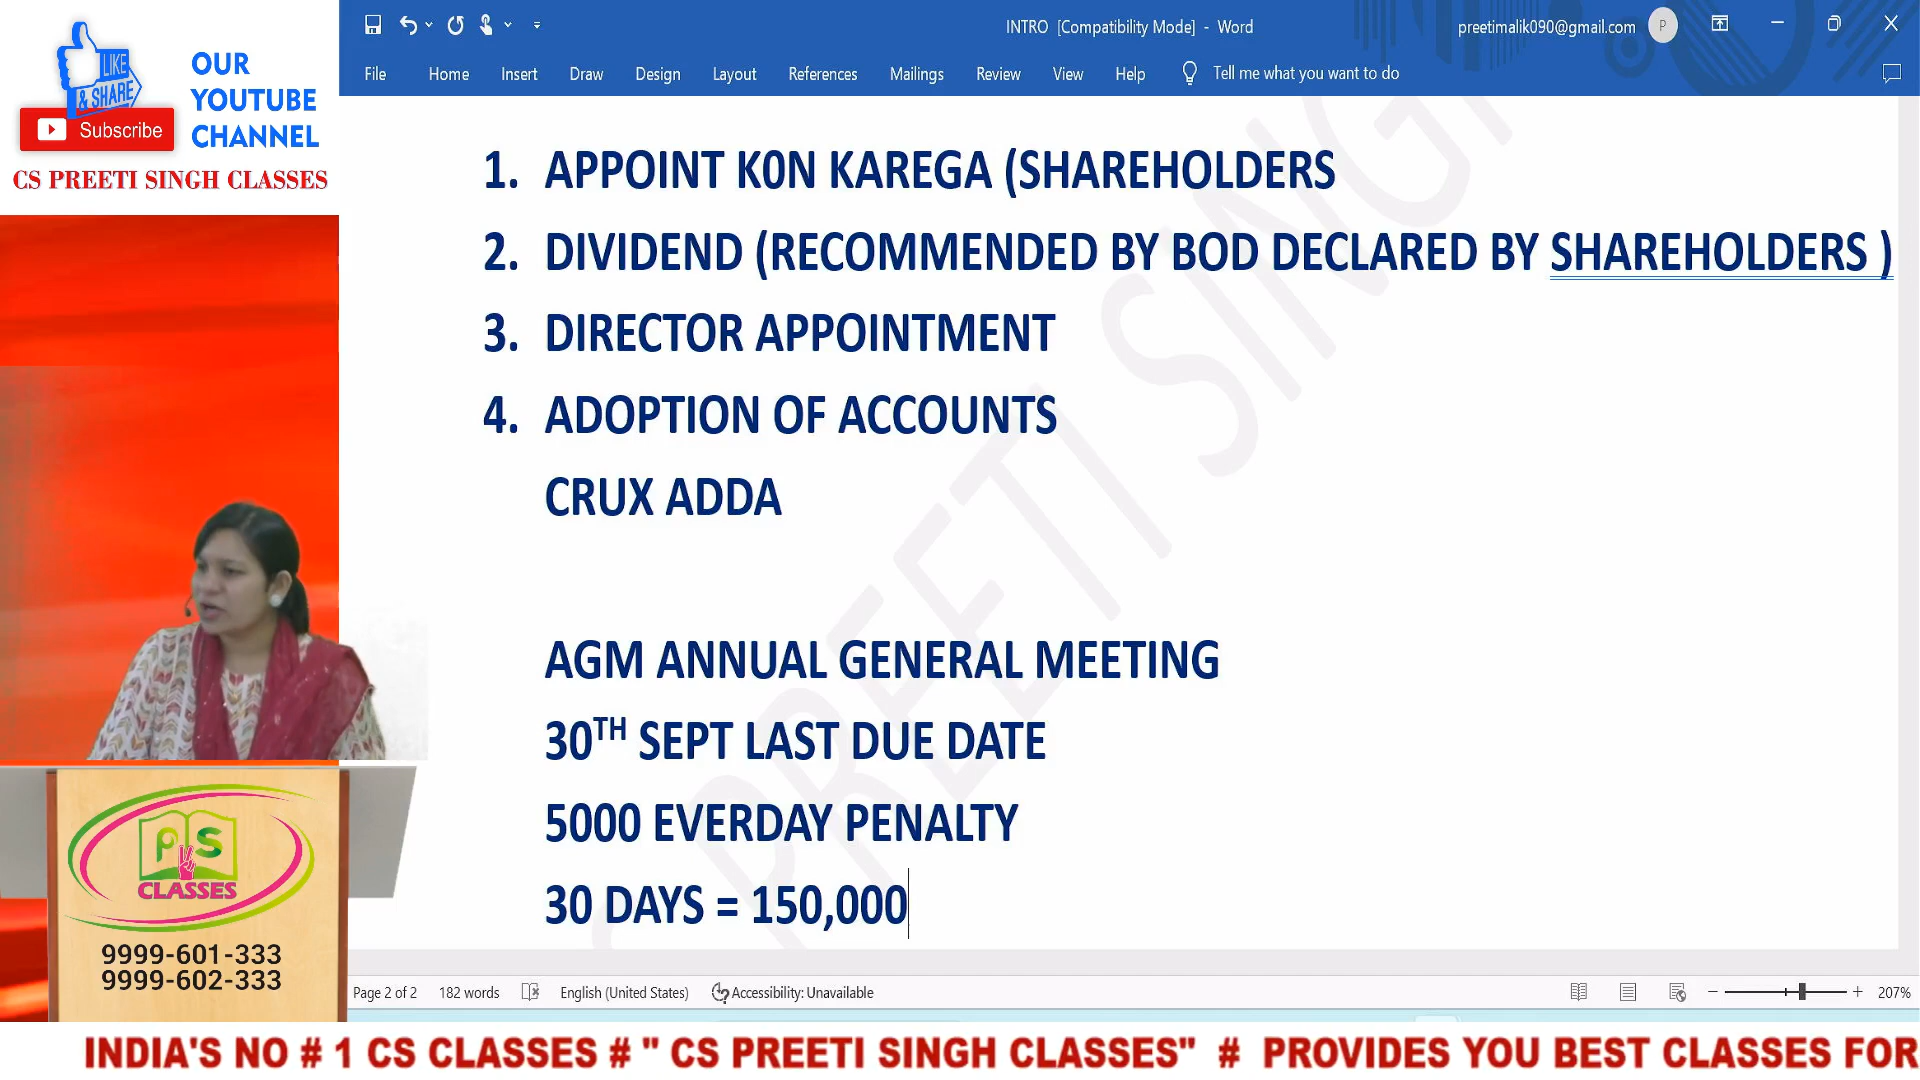 LIKE
& SHARE
Subscribe
OUR
YOUTUBE
CHANNEL
CS PREETI SINGH CLASSES
INTRO [Compatibility Mode] - Word
preetimalik090@gmail.com
P
File Home Insert Draw Design Layout References Mailings Review View Help Tell me what you want to do
1. APPOINT K0N KAREGA (SHAREHOLDERS
2. DIVIDEND (RECOMMENDED BY BOD DECLARED BY SHAREHOLDERS )
3. DIRECTOR APPOINTMENT
4. ADOPTION OF ACCOUNTS
CRUX ADDA
AGM ANNUAL GENERAL MEETING
30TH SEPT LAST DUE DATE
5000 EVERDAY PENALTY
30 DAYS = 150,000
PREETI SINGH
PS
CLASSES
9999-601-333
9999-602-333
Page 2 of 2 182 words English (United States) Accessibility: Unavailable 207%
INDIA'S NO # 1 CS CLASSES # " CS PREETI SINGH CLASSES" # PROVIDES YOU BEST CLASSES FOR